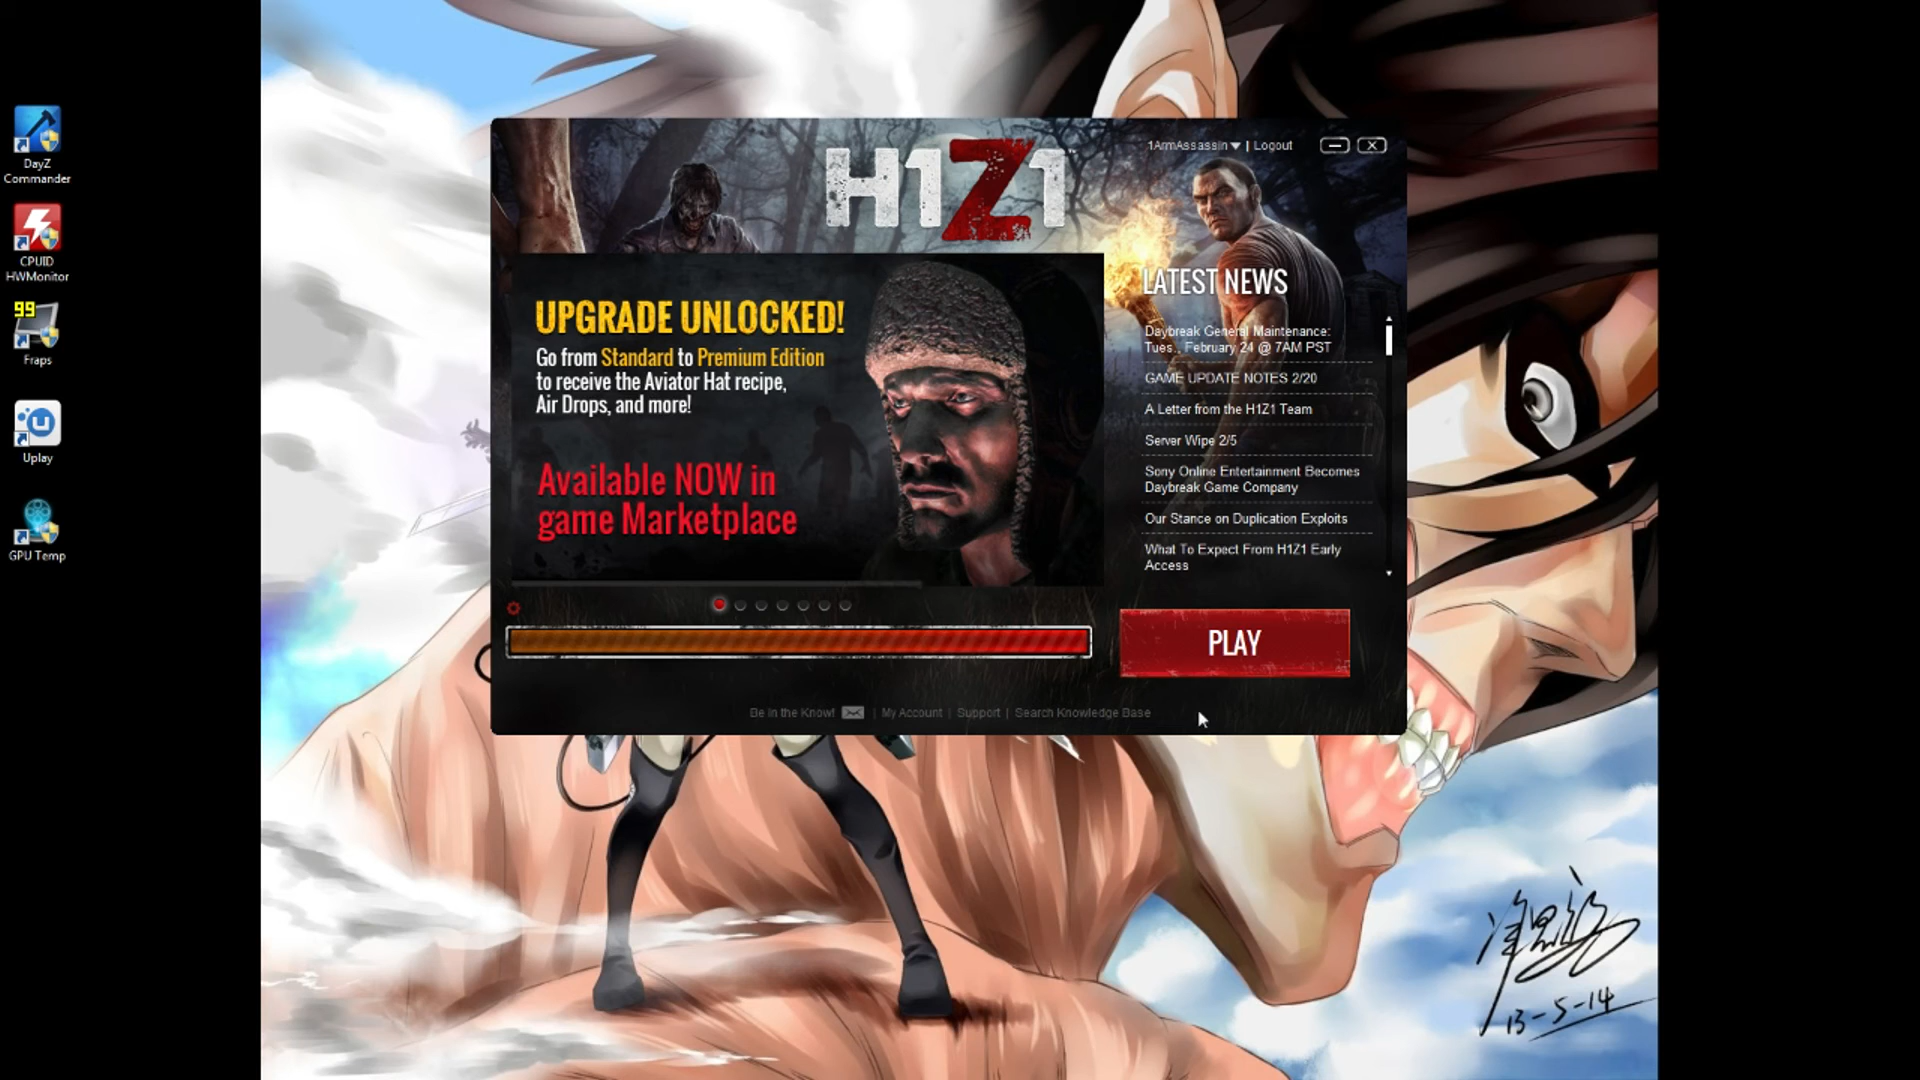 DayZ
Commander
CPUID
HWMonitor
99
Fraps
Uplay
GPU Temp
H1Z1
1ArmAssassin | Logout
UPGRADE UNLOCKED!
Go from Standard to Premium Edition
to receive the Aviator Hat recipe,
Air Drops, and more!
Available NOW in
game Marketplace
LATEST NEWS
Daybreak General Maintenance:
Tues., February 24 @ 7AM PST
GAME UPDATE NOTES 2/20
A Letter from the H1Z1 Team
Server Wipe 2/5
Sony Online Entertainment Becomes
Daybreak Game Company
Our Stance on Duplication Exploits
What To Expect From H1Z1 Early
Access
PLAY
Be in the Know! | My Account | Support | Search Knowledge Base
13-5-14